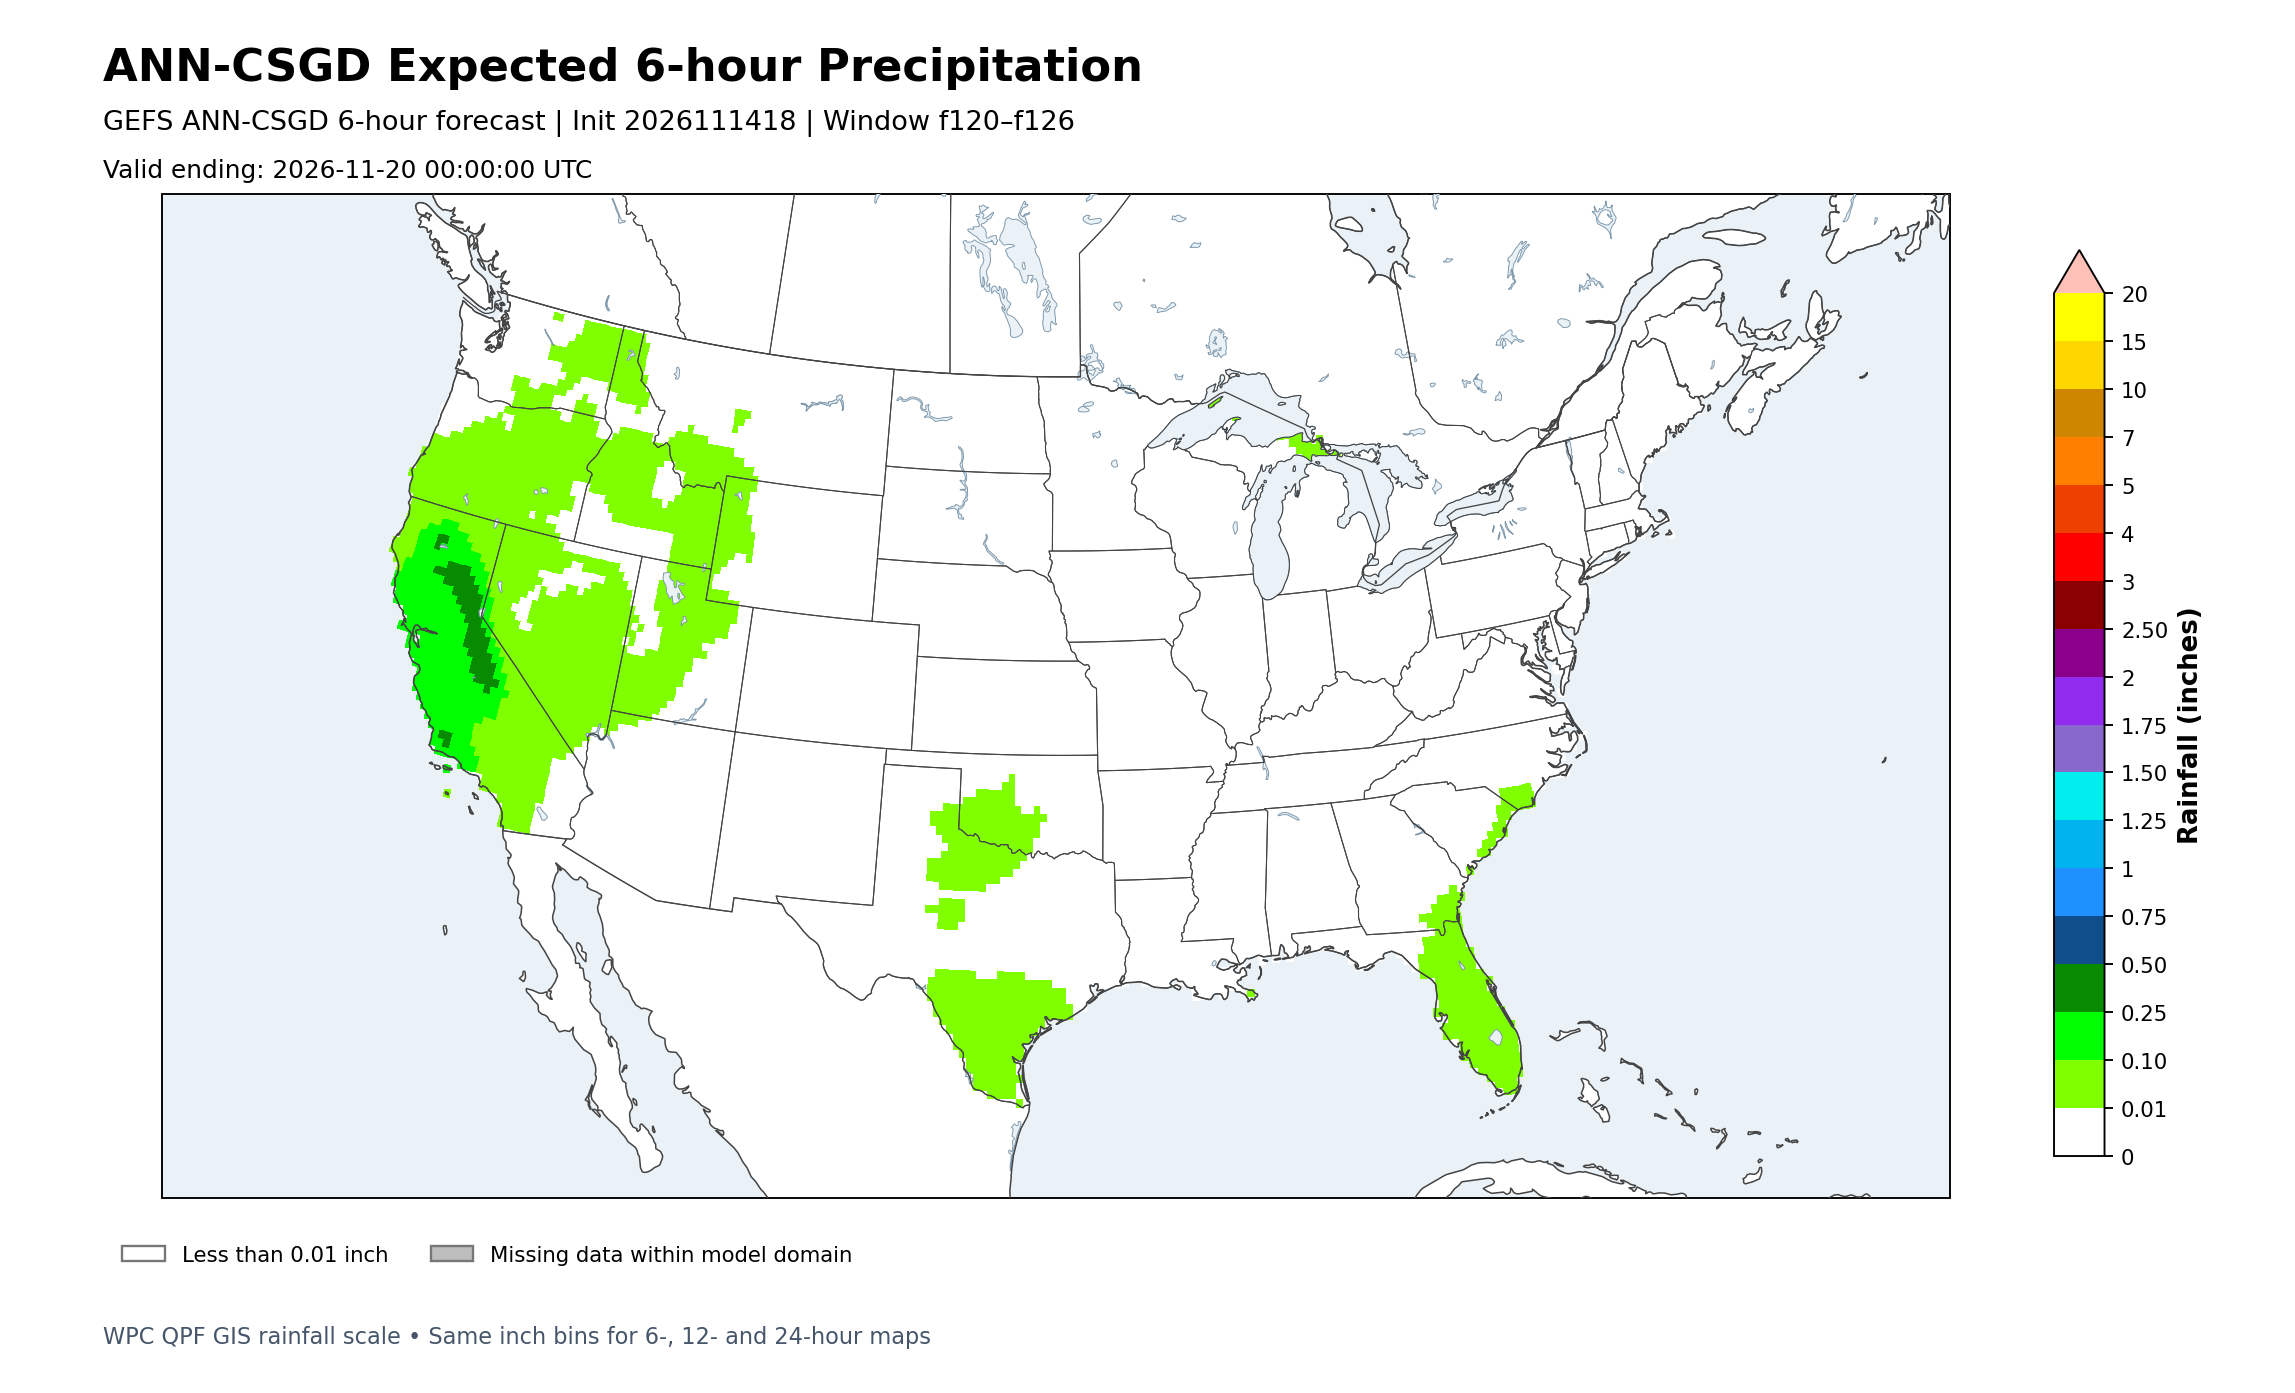 ANN-CSGD Expected 6-hour Precipitation
GEFS ANN-CSGD 6-hour forecast | Init 2026111418 | Window f120–f126
Valid ending: 2026-11-20 00:00:00 UTC
20
15
10
7
5
4
3
2.50
2
1.75
1.50
1.25
1
0.75
0.50
0.25
0.10
0.01
0
Rainfall (inches)
Less than 0.01 inch
Missing data within model domain
WPC QPF GIS rainfall scale • Same inch bins for 6-, 12- and 24-hour maps